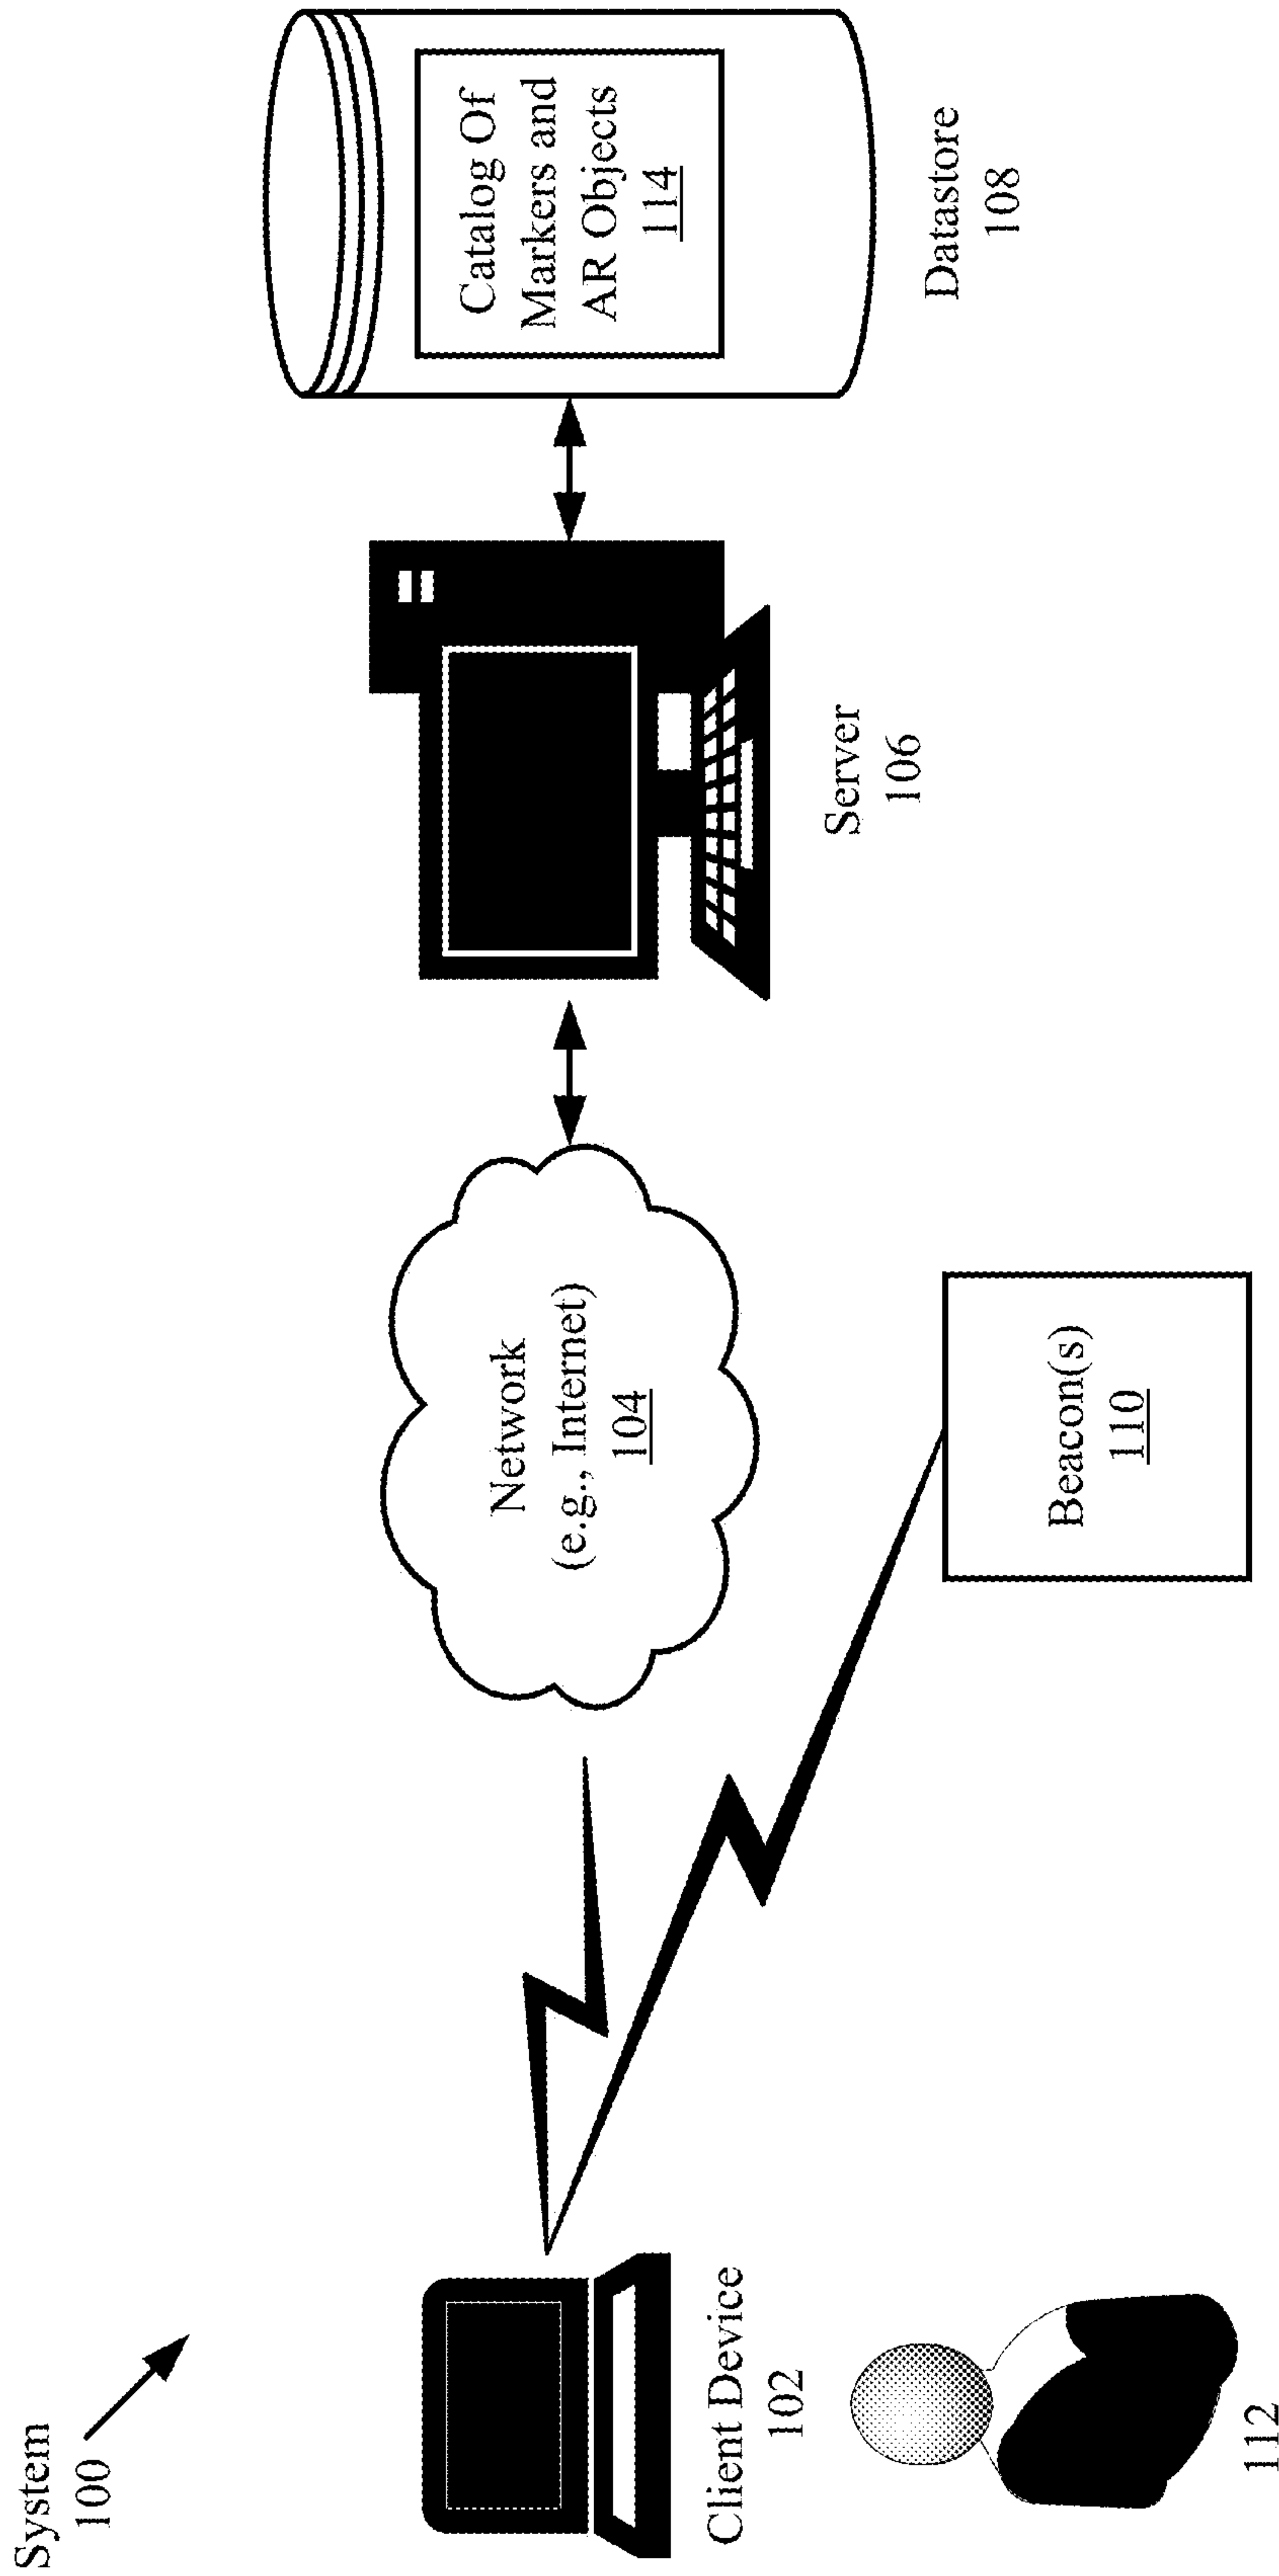 System
100
Client Device
102
112
Network
(e.g., Internet)
104
Beacon(s)
110
Server
106
Catalog Of
Markers and
AR Objects
114
Datastore
108